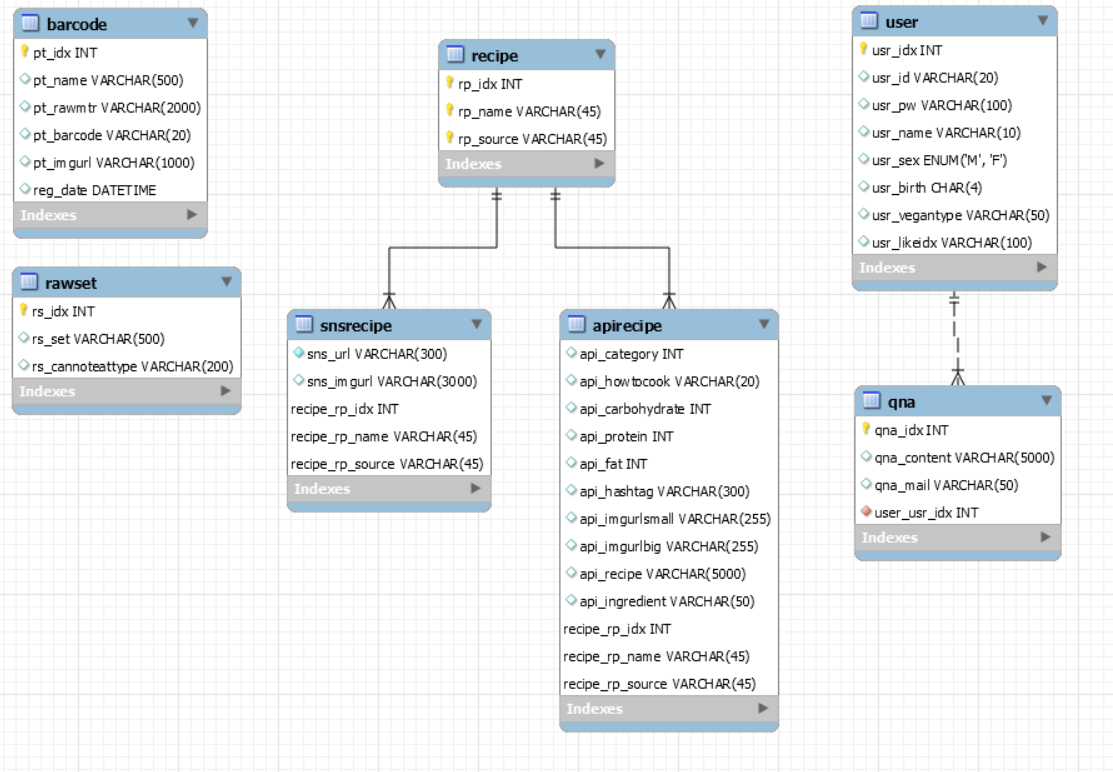 barcode
pt_idx INT
pt_name VARCHAR(500)
pt_rawmtr VARCHAR(2000)
pt_barcode VARCHAR(20)
pt_imgurl VARCHAR(1000)
reg_date DATETIME
Indexes
rawset
rs_idx INT
rs_set VARCHAR(500)
rs_cannoteattype VARCHAR(200)
Indexes
recipe
rp_idx INT
rp_name VARCHAR(45)
rp_source VARCHAR(45)
Indexes
snsrecipe
sns_url VARCHAR(300)
sns_imgurl VARCHAR(3000)
recipe_rp_idx INT
recipe_rp_name VARCHAR(45)
recipe_rp_source VARCHAR(45)
Indexes
apirecipe
api_category INT
api_howtocook VARCHAR(20)
api_carbohydrate INT
api_protein INT
api_fat INT
api_hashtag VARCHAR(300)
api_imgurlsmall VARCHAR(255)
api_imgurlbig VARCHAR(255)
api_recipe VARCHAR(5000)
api_ingredient VARCHAR(50)
recipe_rp_idx INT
recipe_rp_name VARCHAR(45)
recipe_rp_source VARCHAR(45)
Indexes
user
usr_idx INT
usr_id VARCHAR(20)
usr_pw VARCHAR(100)
usr_name VARCHAR(10)
usr_sex ENUM('M', 'F')
usr_birth CHAR(4)
usr_vegantype VARCHAR(50)
usr_likeidx VARCHAR(100)
Indexes
qna
qna_idx INT
qna_content VARCHAR(5000)
qna_mail VARCHAR(50)
user_usr_idx INT
Indexes